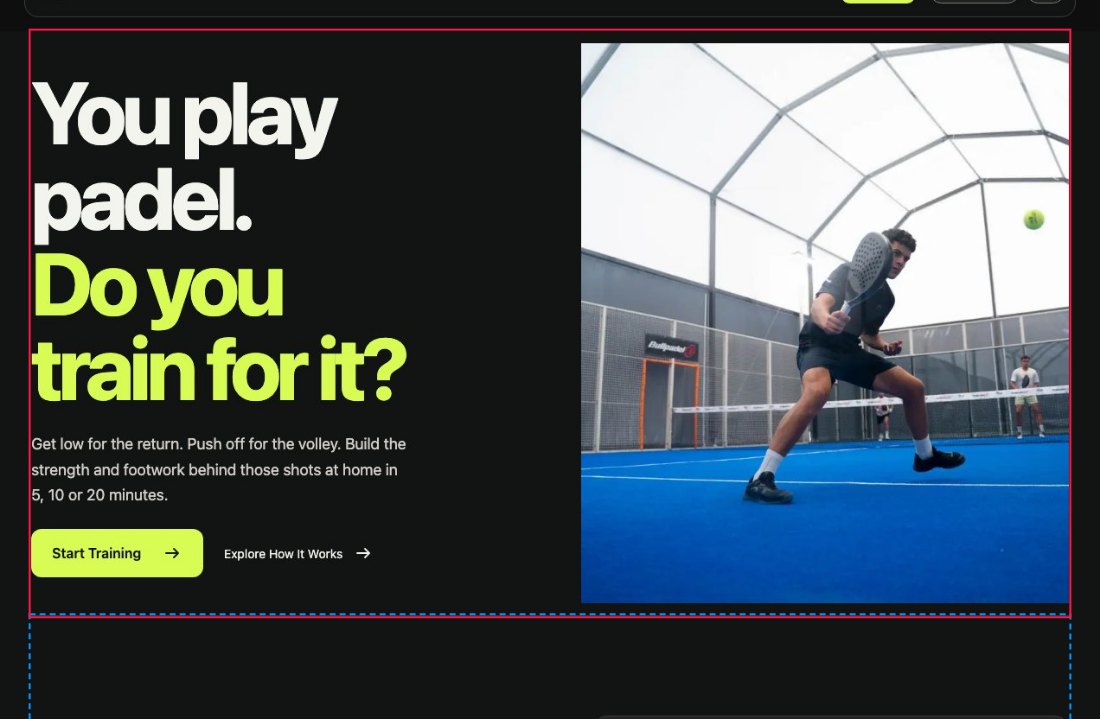 You play
padel.
Do you
train for it?
Get low for the return. Push off for the volley. Build the
strength and footwork behind those shots at home in
5, 10 or 20 minutes.
Start Training
Explore How It Works
Bullpadel